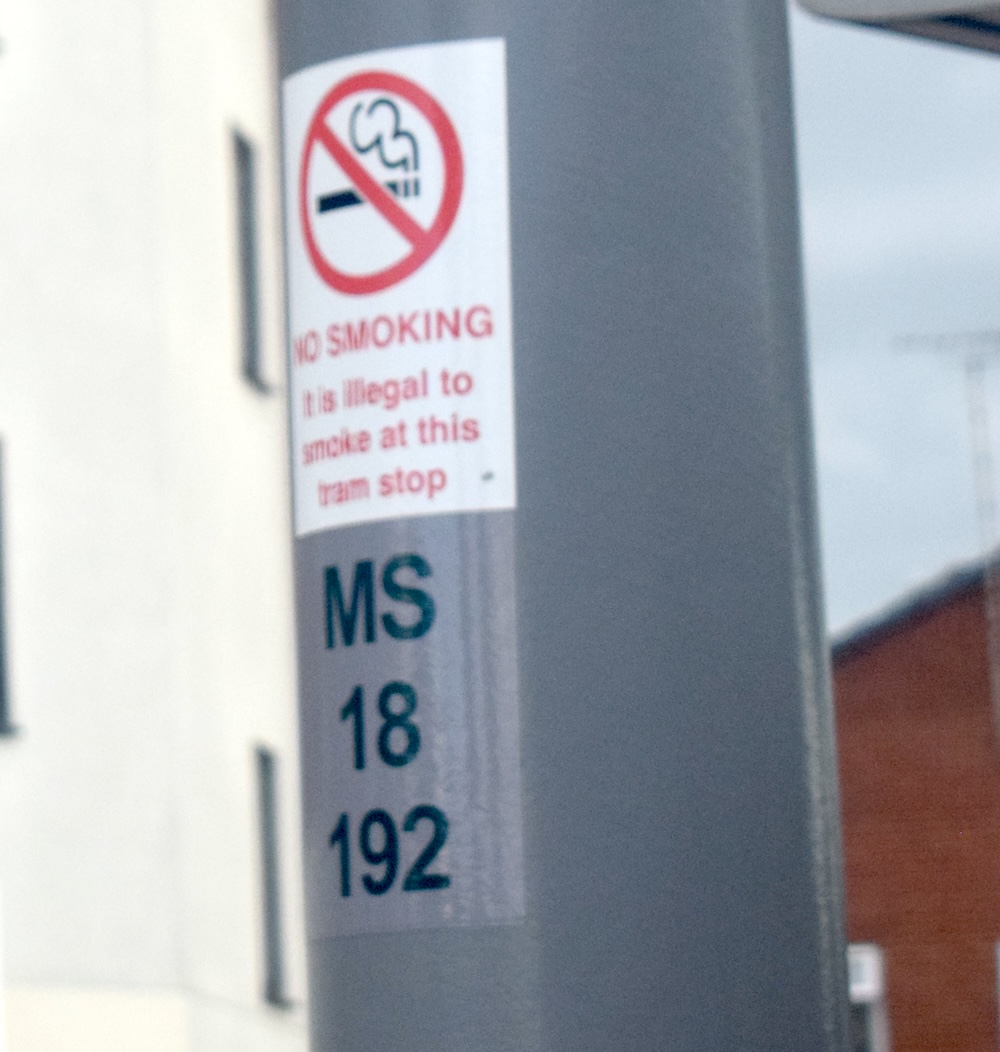 NO SMOKING
It is illegal to
smoke at this
tram stop
MS
18
192